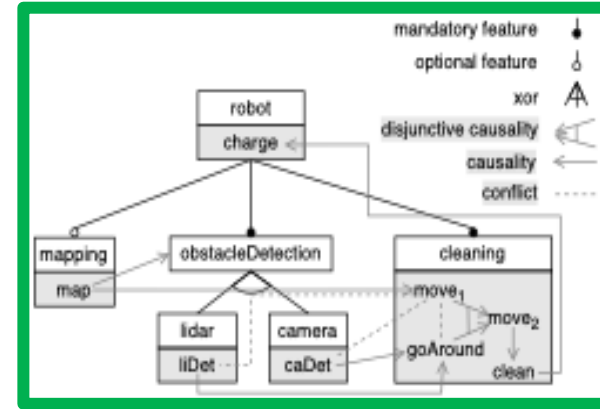 mandatory feature
optional feature
xor
disjunctive causality
causality
conflict
robot
charge
mapping
map
obstacleDetection
cleaning
move1
move2
goAround
clean
lidar
liDet
camera
caDet